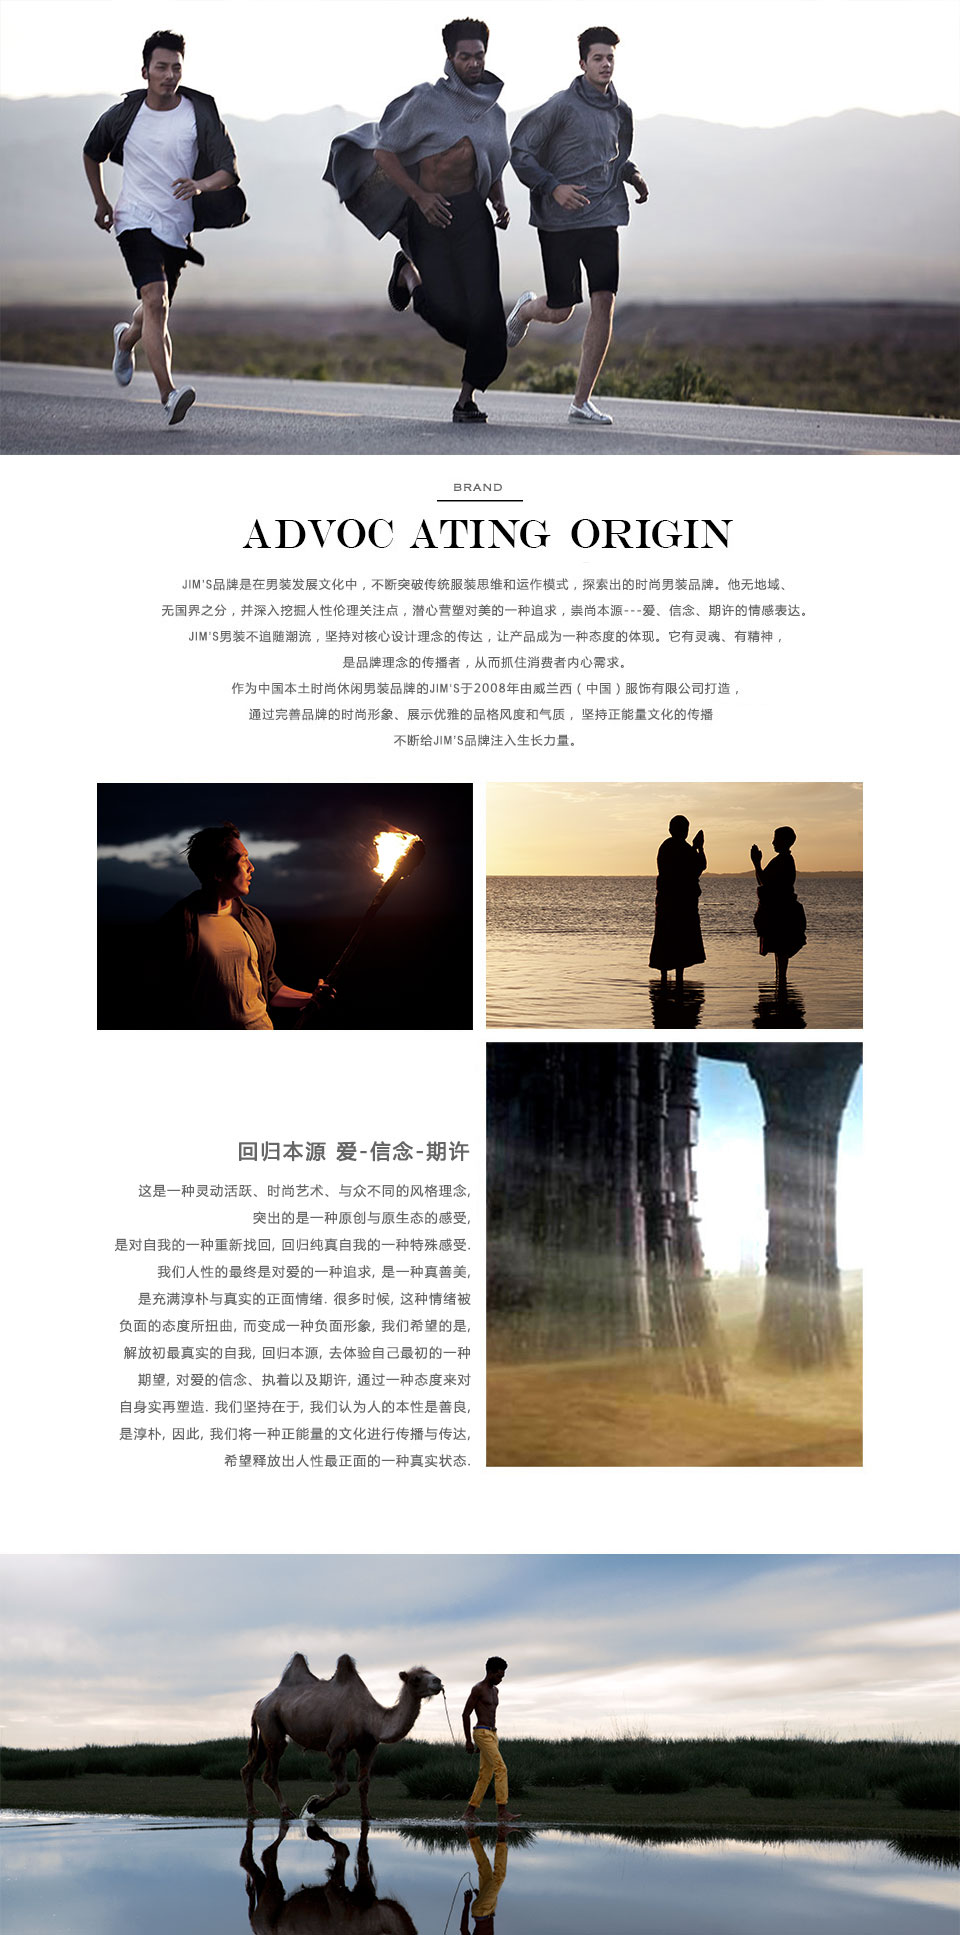 BRAND
ADVOC ATING ORIGIN
JIM'S品牌是在男装发展文化中，不断突破传统服装思维和运作模式，探索出的时尚男装品牌。他无地域、
无国界之分，并深入挖掘人性伦理关注点，潜心营塑对美的一种追求，崇尚本源---爱、信念、期许的情感表达。
JIM'S男装不追随潮流，坚持对核心设计理念的传达，让产品成为一种态度的体现。它有灵魂、有精神，
是品牌理念的传播者，从而抓住消费者内心需求。
作为中国本土时尚休闲男装品牌的JIM'S于2008年由威兰西（中国）服饰有限公司打造，
通过完善品牌的时尚形象、展示优雅的品格风度和气质，坚持正能量文化的传播
不断给JIM'S品牌注入生长力量。
回归本源 爱-信念-期许
这是一种灵动活跃、时尚艺术、与众不同的风格理念,
突出的是一种原创与原生态的感受,
是对自我的一种重新找回, 回归纯真自我的一种特殊感受.
我们人性的最终是对爱的一种追求, 是一种真善美,
是充满淳朴与真实的正面情绪. 很多时候, 这种情绪被
负面的态度所扭曲, 而变成一种负面形象, 我们希望的是,
解放初最真实的自我, 回归本源, 去体验自己最初的一种
期望, 对爱的信念、执着以及期许, 通过一种态度来对
自身实再塑造. 我们坚持在于, 我们认为人的本性是善良,
是淳朴, 因此, 我们将一种正能量的文化进行传播与传达,
希望释放出人性最正面的一种真实状态.